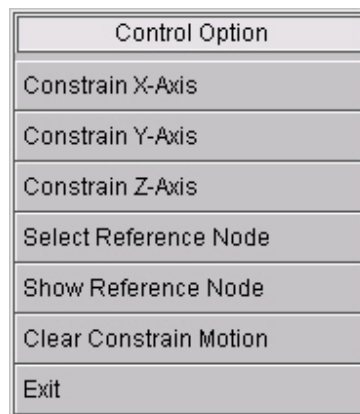 Control Option
Constrain X-Axis
Constrain Y-Axis
Constrain Z-Axis
Select Reference Node
Show Reference Node
Clear Constrain Motion
Exit